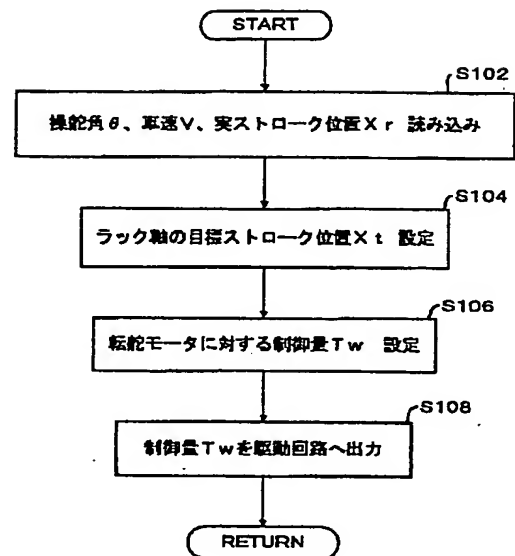 START
S102
操舵角θ、車速V、実ストローク位置Xr 読み込み
S104
ラック軸の目標ストローク位置Xt 設定
S106
転舵モータに対する制御量Tw 設定
S108
制御量Twを駆動回路へ出力
RETURN